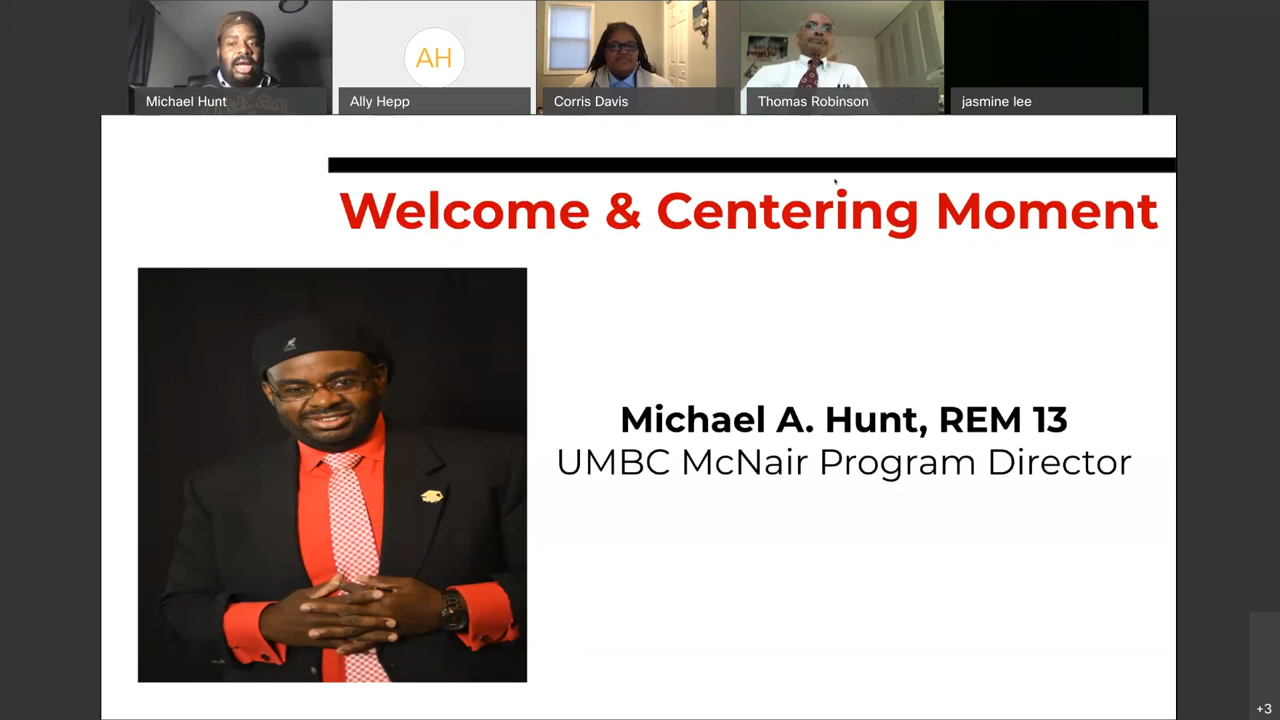 AH
Michael Hunt
Ally Hepp
Corris Davis
Thomas Robinson
jasmine lee
Welcome & Centering Moment
Michael A. Hunt, REM 13
UMBC McNair Program Director
+3